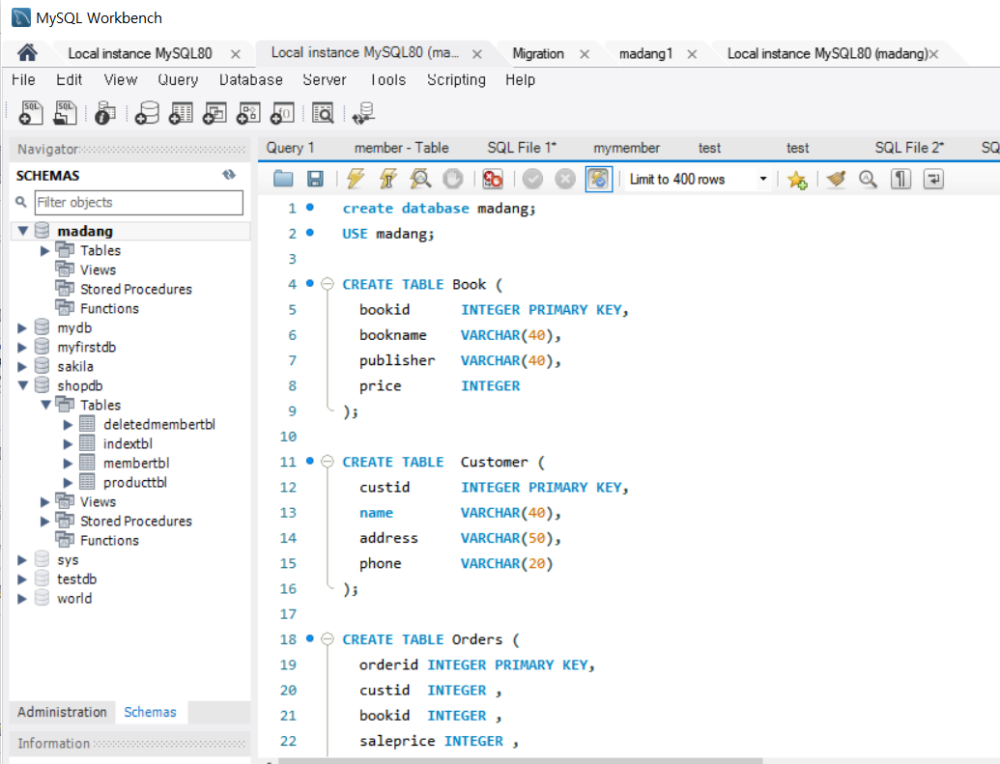 MySQL Workbench
Local instance MySQL80 × Local instance MySQL80 (ma... × Migration × madang1 × Local instance MySQL80 (madang)×
File Edit View Query Database Server Tools Scripting Help
Navigator
Query 1 member - Table SQL File 1* mymember test test SQL File 2* SQ
SCHEMAS
Limit to 400 rows
Filter objects
madang
Tables
Views
Stored Procedures
Functions
mydb
myfirstdb
sakila
shopdb
Tables
deletedmembertbl
indextbl
membertbl
producttbl
Views
Stored Procedures
Functions
sys
testdb
world
Administration Schemas
Information
1 create database madang;
2 USE madang;
3
4 CREATE TABLE Book (
5 bookid INTEGER PRIMARY KEY,
6 bookname VARCHAR(40),
7 publisher VARCHAR(40),
8 price INTEGER
9 );
10
11 CREATE TABLE Customer (
12 custid INTEGER PRIMARY KEY,
13 name VARCHAR(40),
14 address VARCHAR(50),
15 phone VARCHAR(20)
16 );
17
18 CREATE TABLE Orders (
19 orderid INTEGER PRIMARY KEY,
20 custid INTEGER ,
21 bookid INTEGER ,
22 saleprice INTEGER ,